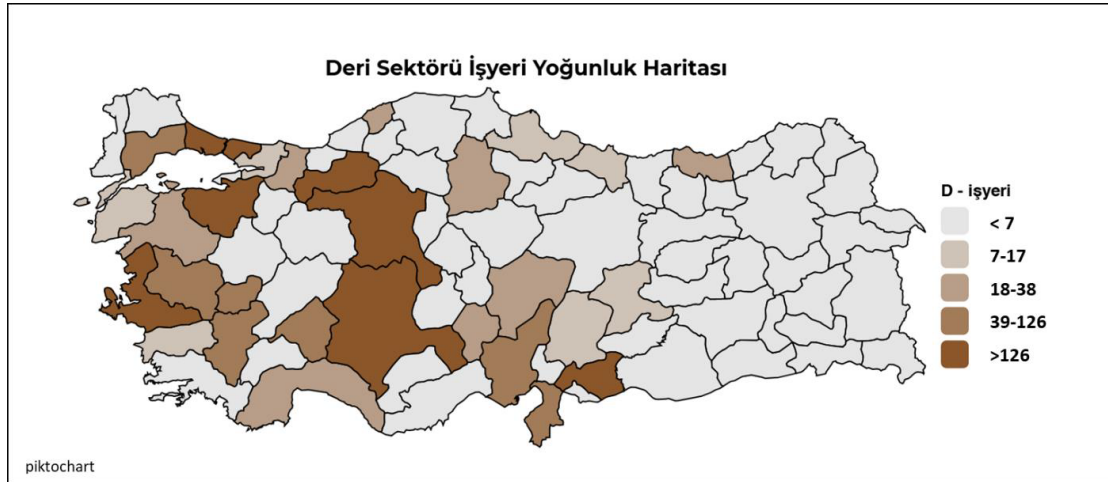 Deri Sektörü İşyeri Yoğunluk Haritası
D - işyeri
< 7
7-17
18-38
39-126
>126
piktochart